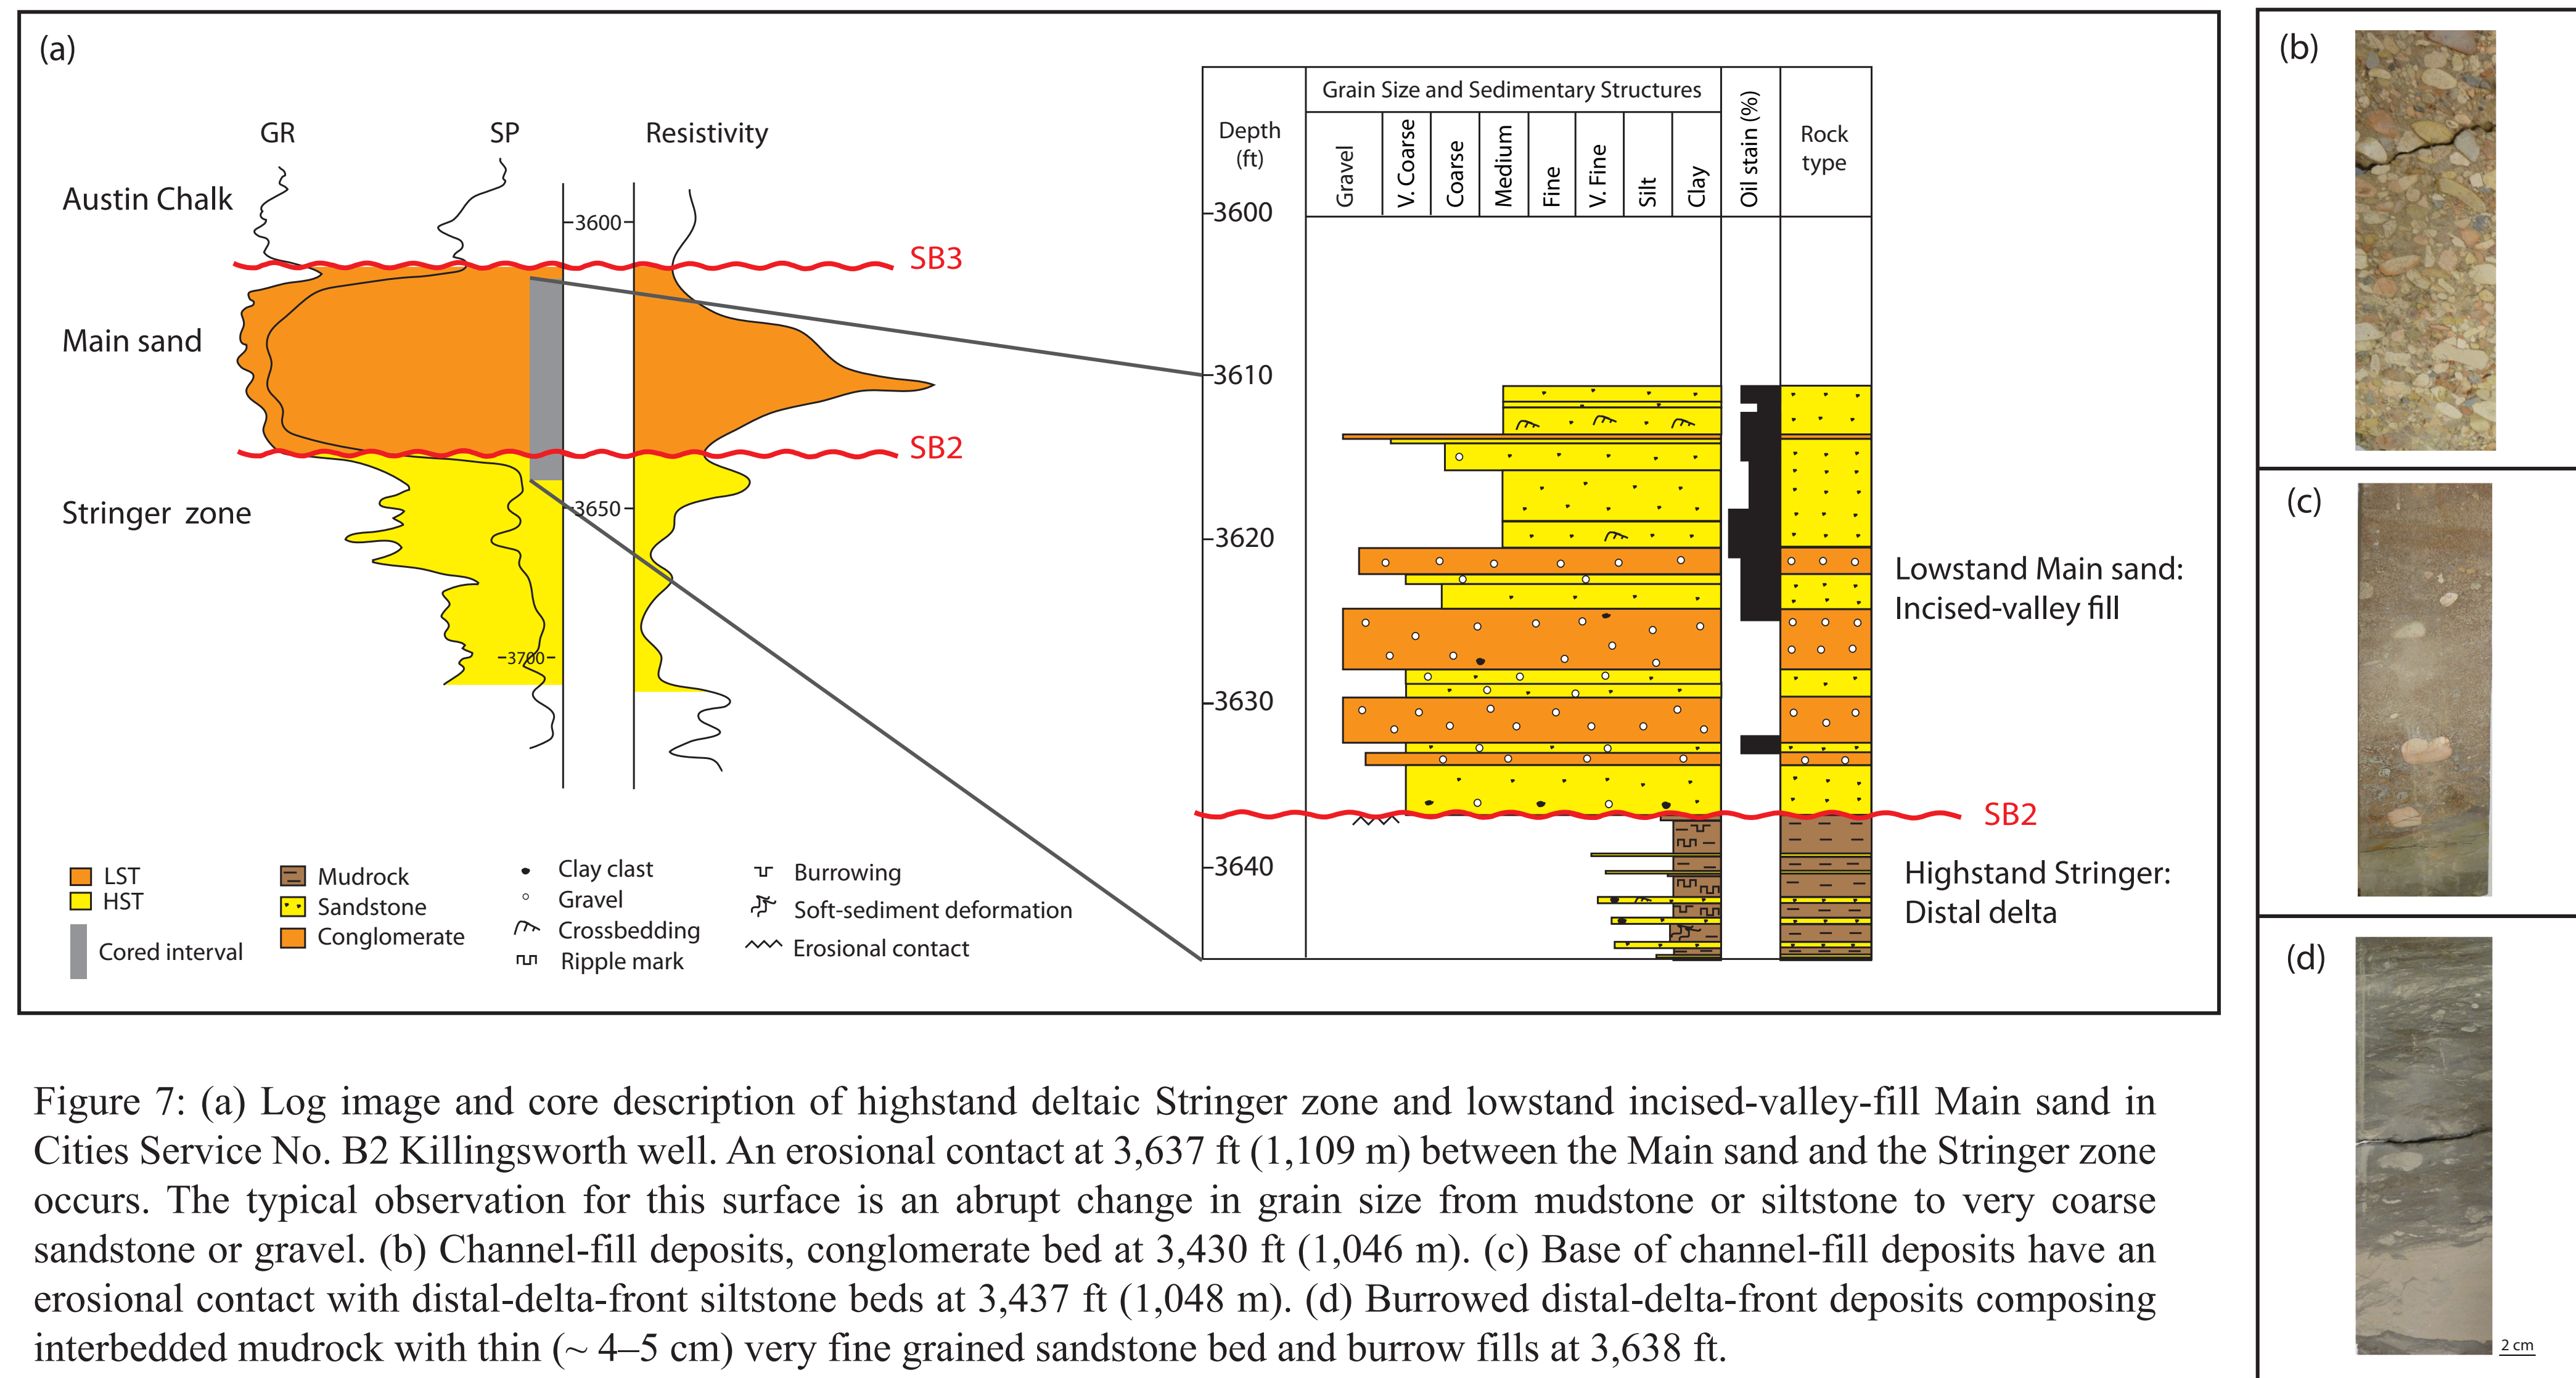 (a)
GR
SP
Resistivity
Austin Chalk
3600
SB3
Main sand
SB2
Stringer zone
3650
3700
LST
HST
Cored interval
Mudrock
Sandstone
Conglomerate
Clay clast
Gravel
Crossbedding
Ripple mark
Burrowing
Soft-sediment deformation
Erosional contact
Depth
(ft)
Grain Size and Sedimentary Structures
Gravel
V. Coarse
Coarse
Medium
Fine
V. Fine
Silt
Clay
Oil stain (%)
Rock
type
3600
3610
3620
3630
3640
Lowstand Main sand:
Incised-valley fill
SB2
Highstand Stringer:
Distal delta
(b)
(c)
(d)
2 cm
Figure 7: (a) Log image and core description of highstand deltaic Stringer zone and lowstand incised-valley-fill Main sand in
Cities Service No. B2 Killingsworth well. An erosional contact at 3,637 ft (1,109 m) between the Main sand and the Stringer zone
occurs. The typical observation for this surface is an abrupt change in grain size from mudstone or siltstone to very coarse
sandstone or gravel. (b) Channel-fill deposits, conglomerate bed at 3,430 ft (1,046 m). (c) Base of channel-fill deposits have an
erosional contact with distal-delta-front siltstone beds at 3,437 ft (1,048 m). (d) Burrowed distal-delta-front deposits composing
interbedded mudrock with thin (~ 4–5 cm) very fine grained sandstone bed and burrow fills at 3,638 ft.